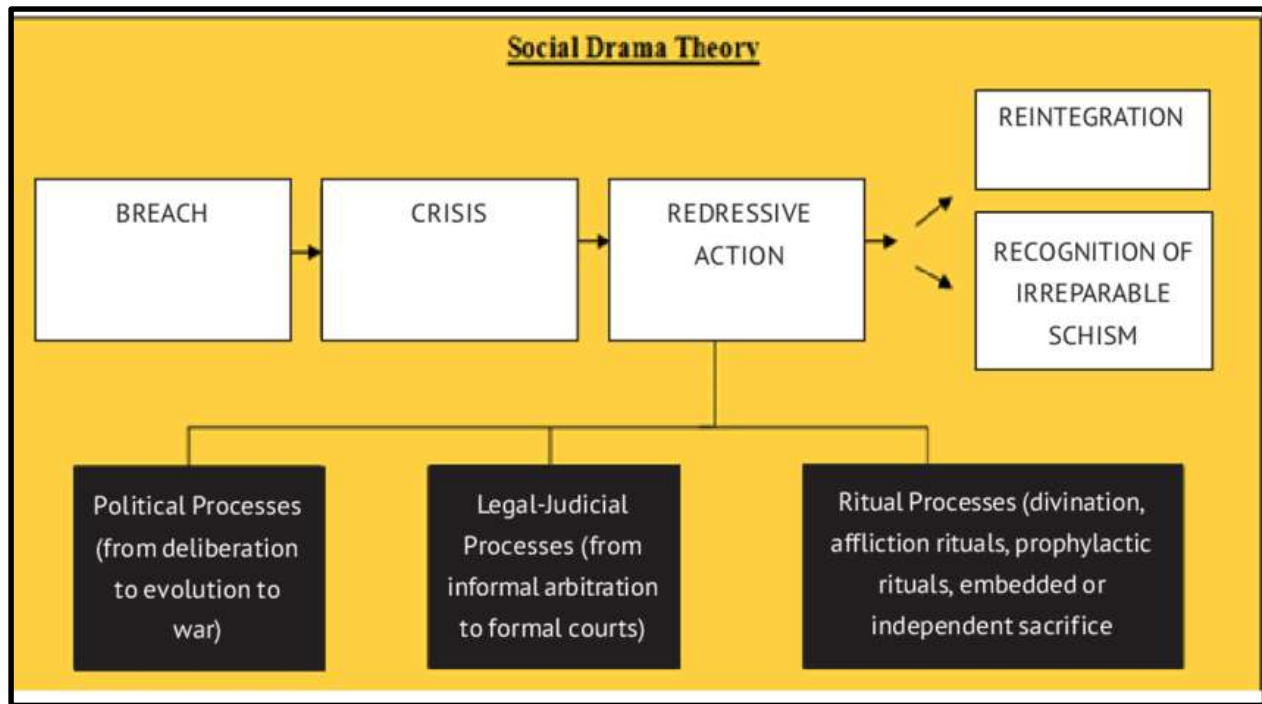 Social Drama Theory
BREACH
CRISIS
REDRESSIVE
ACTION
REINTEGRATION
RECOGNITION OF
IRREPARABLE
SCHISM
Political Processes
(from deliberation
to evolution to
war)
Legal-Judicial
Processes (from
informal arbitration
to formal courts)
Ritual Processes (divination,
affliction rituals, prophylactic
rituals, embedded or
independent sacrifice